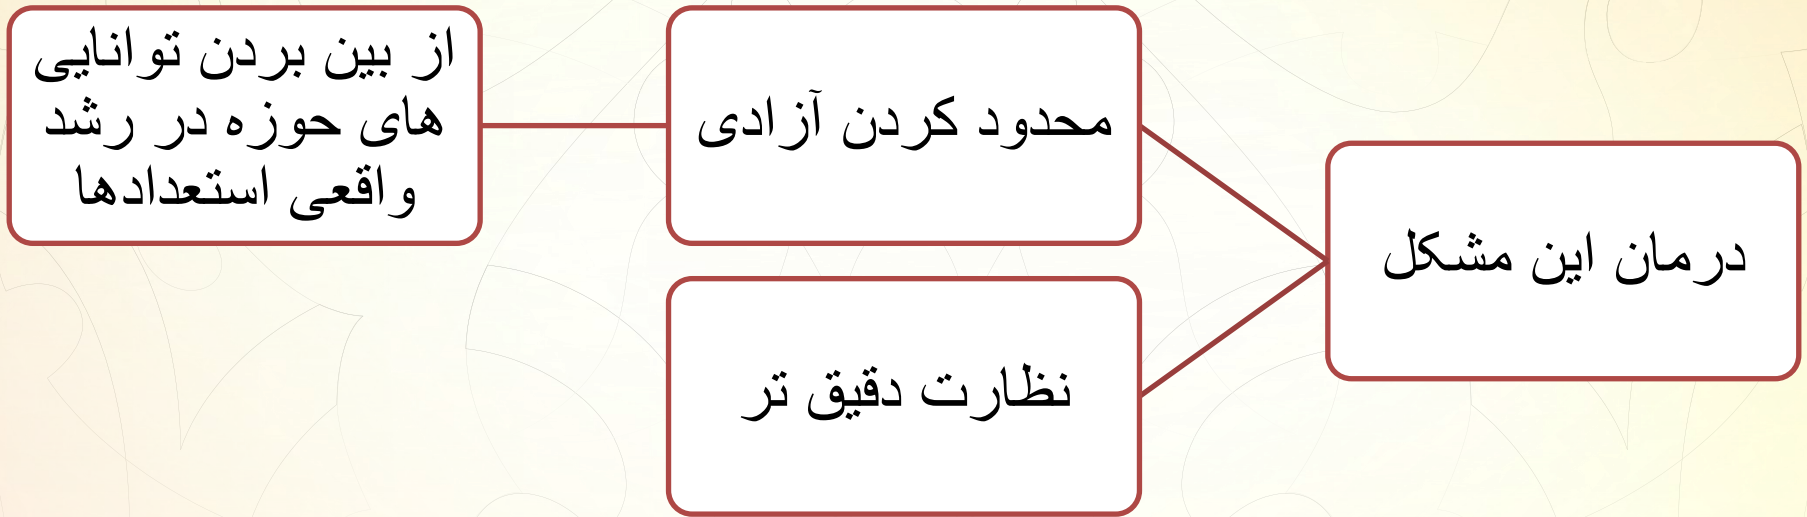 درمان این مشکل
محدود کردن آزادی
از بین بردن توانایی
های حوزه در رشد
واقعی استعدادها
نظارت دقیق تر